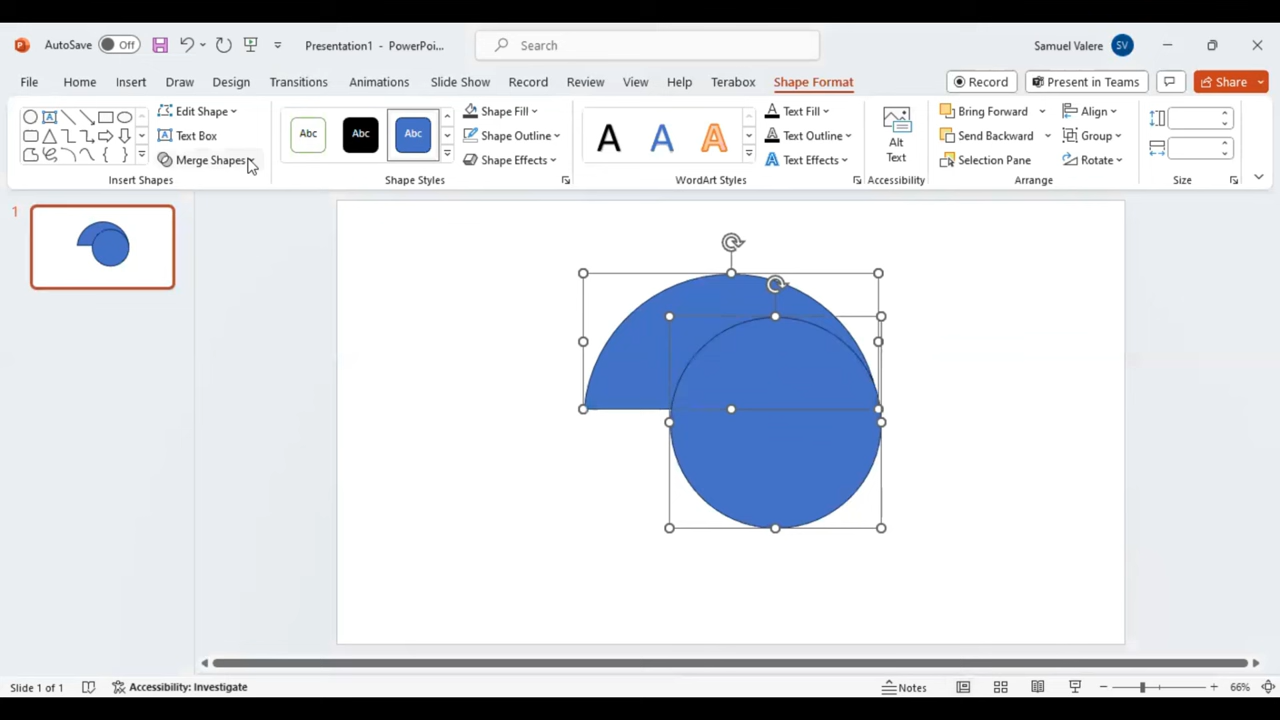 AutoSave Off Presentation1 - PowerPoi... Search Samuel Valere SV
File Home Insert Draw Design Transitions Animations Slide Show Record Review View Help Terabox Shape Format Record Present in Teams Share
Edit Shape
Text Box
Merge Shapes
Insert Shapes
Abc Abc Abc
Shape Fill
Shape Outline
Shape Effects
Shape Styles
A A A
A Text Fill
A Text Outline
A Text Effects
WordArt Styles
Alt
Text
Accessibility
Bring Forward
Send Backward
Selection Pane
Align
Group
Rotate
Arrange
Size
1
Slide 1 of 1 Accessibility: Investigate Notes 66%